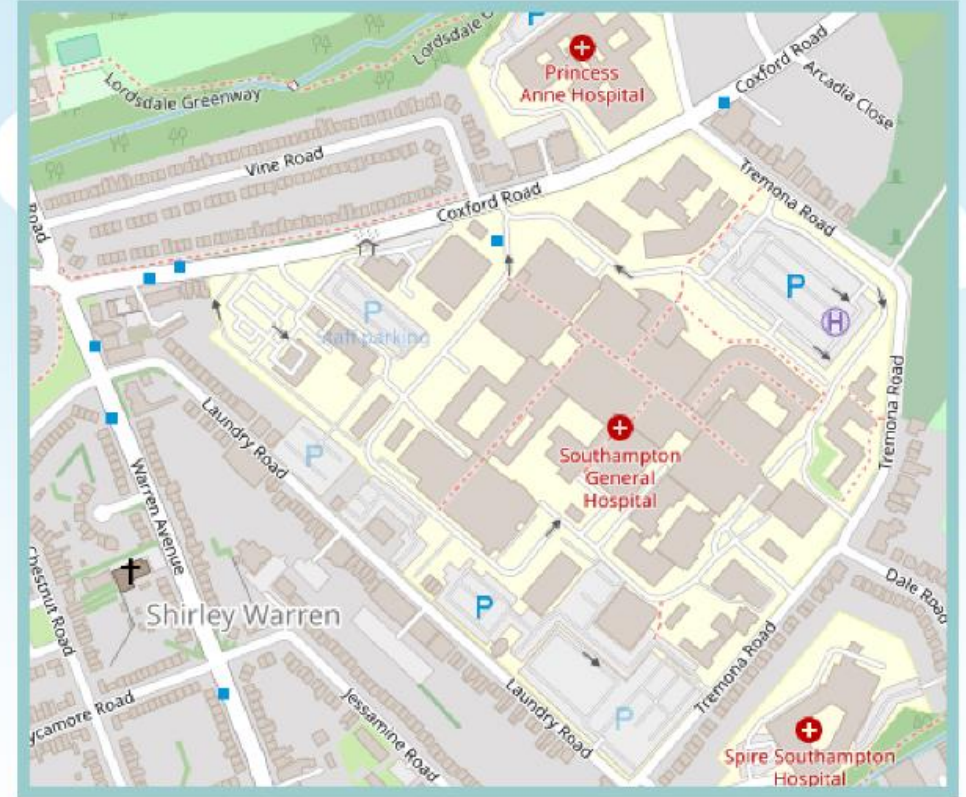 P
Lordsdale G
Princess
Anne Hospital
Coxford Road
Arcadia Close
Lordsdale Greenway
Vine Road
Tremona Road
Coxford Road
Road
P
H
P
Staff parking
Tremona Road
Laundry Road
Southampton
General
Hospital
P
Warren Avenue
Chestnut Road
Dale Road
P
Shirley Warren
Tremona Road
Laundry Road
P
Jessamine Road
ycamore Road
Spire Southampton
Hospital